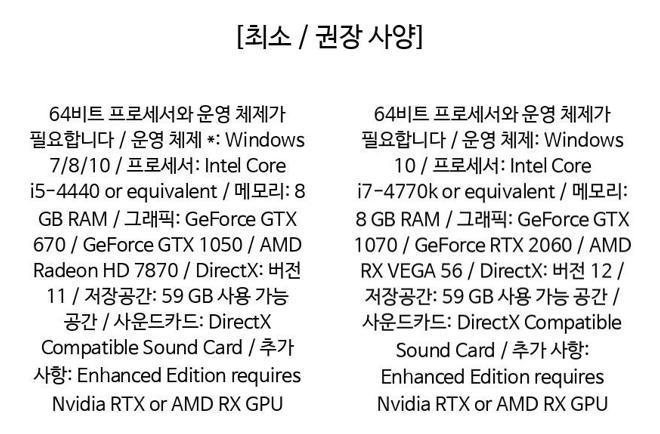 [최소 / 권장 사양]
64비트 프로세서와 운영 체제가
필요합니다 / 운영 체제 *: Windows
7/8/10 / 프로세서: Intel Core
i5-4440 or equivalent / 메모리: 8
GB RAM / 그래픽: GeForce GTX
670 / GeForce GTX 1050 / AMD
Radeon HD 7870 / DirectX: 버전
11 / 저장공간: 59 GB 사용 가능
공간 / 사운드카드: DirectX
Compatible Sound Card / 추가
사항: Enhanced Edition requires
Nvidia RTX or AMD RX GPU
64비트 프로세서와 운영 체제가
필요합니다 / 운영 체제: Windows
10 / 프로세서: Intel Core
i7-4770k or equivalent / 메모리:
8 GB RAM / 그래픽: GeForce GTX
1070 / GeForce RTX 2060 / AMD
RX VEGA 56 / DirectX: 버전 12 /
저장공간: 59 GB 사용 가능 공간 /
사운드카드: DirectX Compatible
Sound Card / 추가 사항:
Enhanced Edition requires
Nvidia RTX or AMD RX GPU